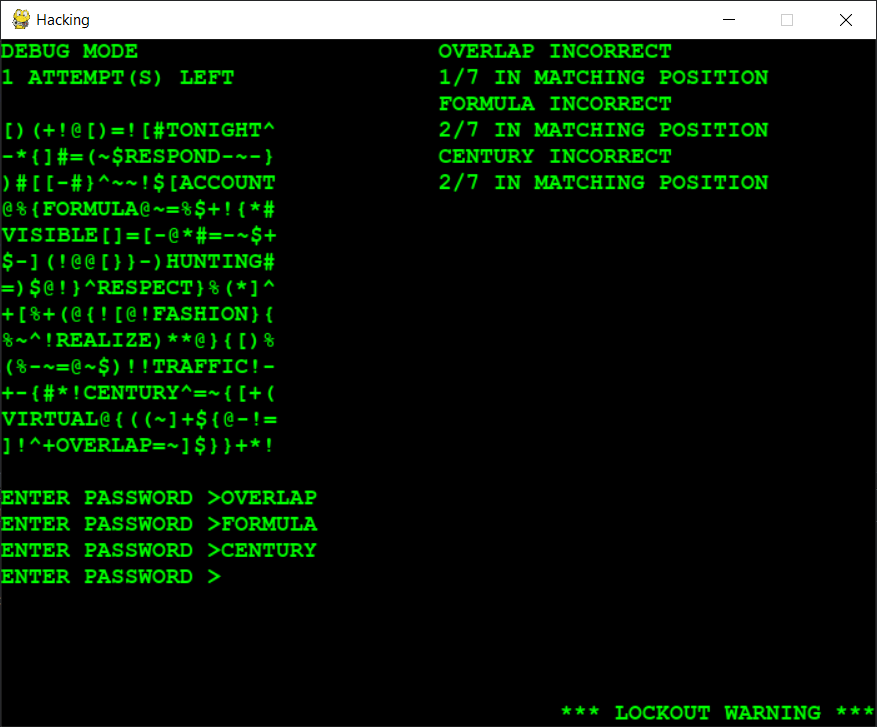 Hacking
DEBUG MODE
1 ATTEMPT(S) LEFT
[)(+!@[)=![#TONIGHT^
-*{]#=(~$RESPOND-~-}
)#[[-#}^~~!$[ACCOUNT
@%{FORMULA@~=%$+!{*#
VISIBLE[]=[-@*#=-~$+
$-](!@@[}}-)HUNTING#
=)$@!}^RESPECT}%(*]^
+[%+(@{![@!FASHION}{
%~^!REALIZE)**@}{[)%
(%-~=@~$)!!TRAFFIC!-
+-{#*!CENTURY^=~{[+(
VIRTUAL@{((~]+${@-!=
]!^+OVERLAP=~]$}}+*!
ENTER PASSWORD >OVERLAP
ENTER PASSWORD >FORMULA
ENTER PASSWORD >CENTURY
ENTER PASSWORD >
OVERLAP INCORRECT
1/7 IN MATCHING POSITION
FORMULA INCORRECT
2/7 IN MATCHING POSITION
CENTURY INCORRECT
2/7 IN MATCHING POSITION
*** LOCKOUT WARNING ***